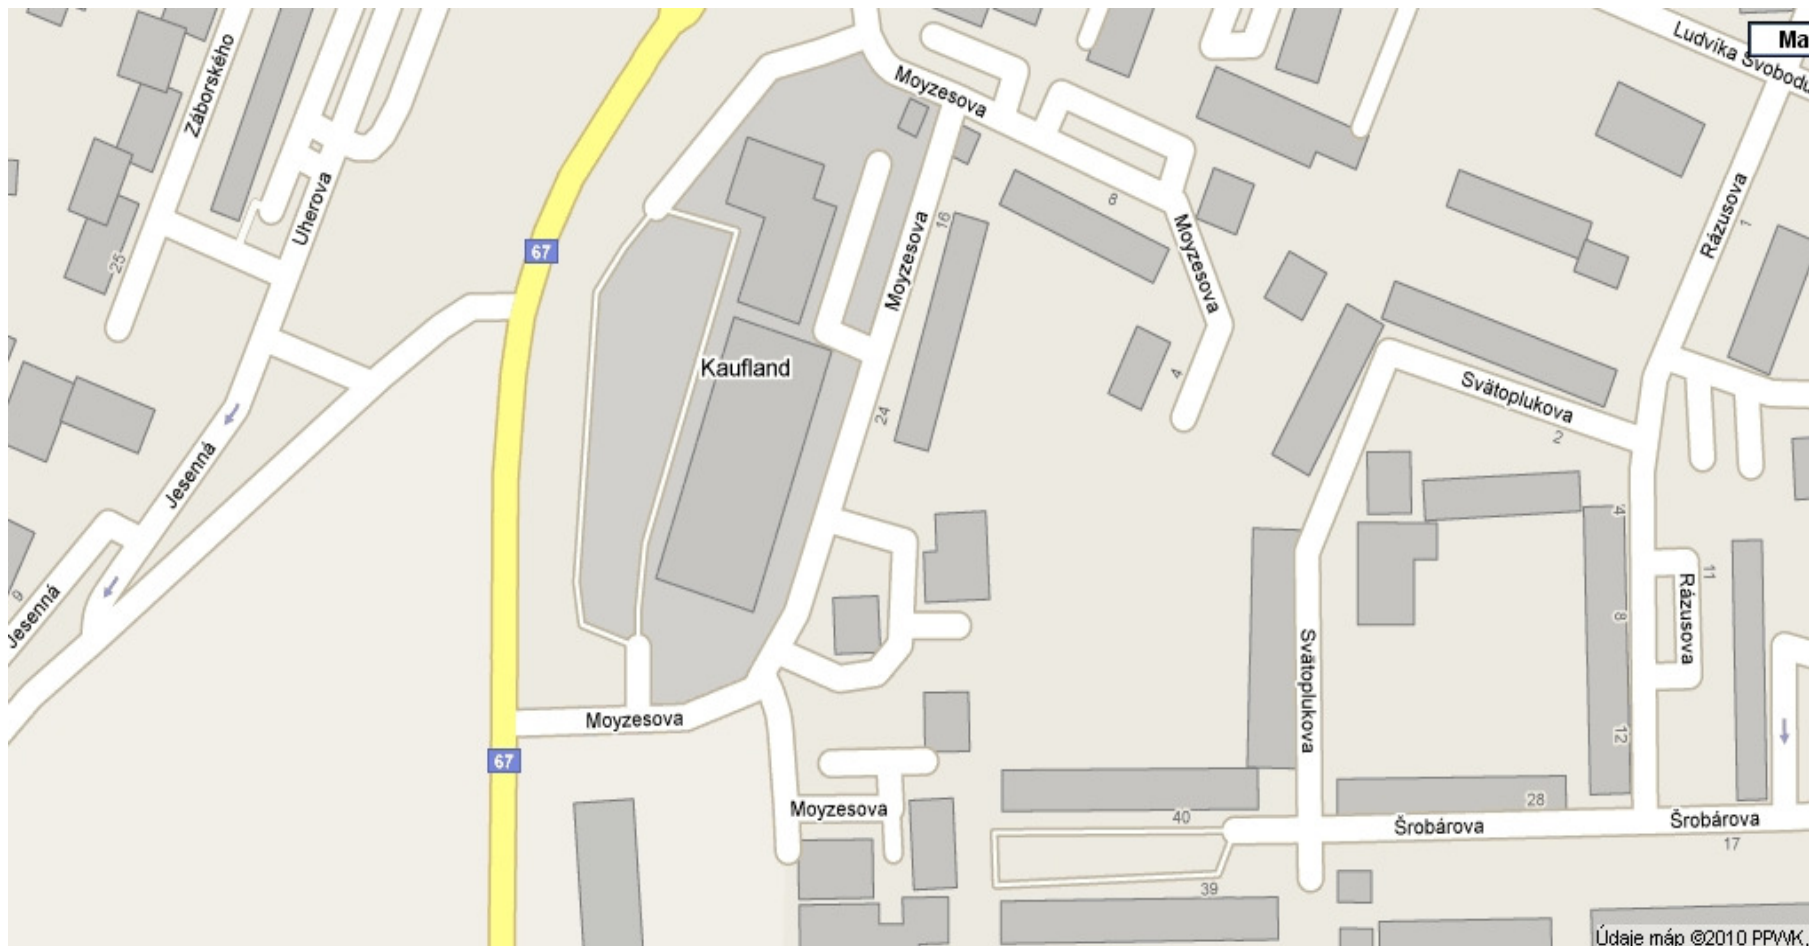 Ludvíka Svobodu
Ma
Záborského
Moyzesova
Uherova
8
16
Moyzesova
Moyzesova
Rázusova
1
25
67
Kaufland
4
Svätoplukova
2
24
Jesenná
4
9
Jesenná
11
Rázusova
8
Svätoplukova
Moyzesova
12
67
Moyzesova
28
40
Šrobárova
Šrobárova
17
39
Údaje máp ©2010 PPWK